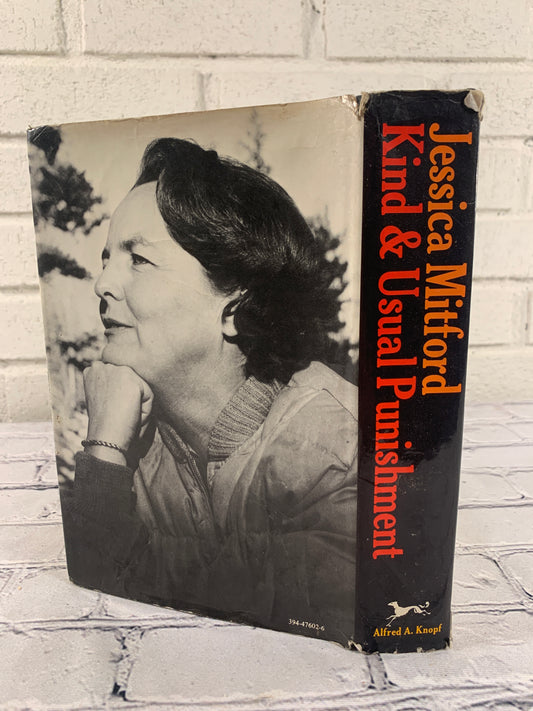 Jessica Mitford
Kind & Usual Punishment
Alfred A. Knopf
394-47602-6